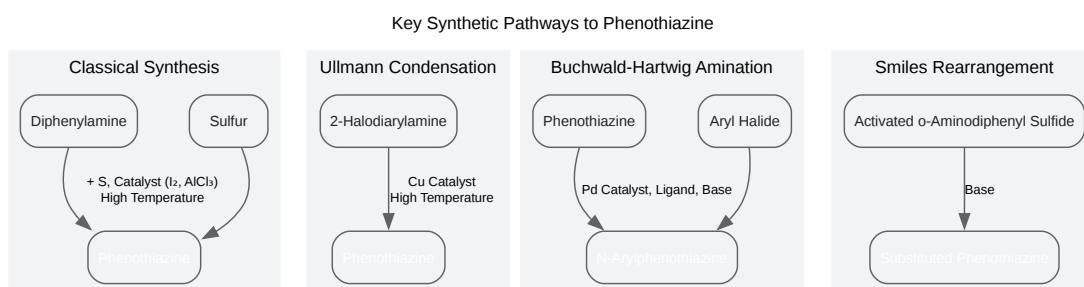 Key Synthetic Pathways to Phenothiazine
Classical Synthesis
Diphenylamine
Sulfur
+ S, Catalyst (I₂, AlCl₃)
High Temperature
Phenothiazine
Ullmann Condensation
2-Halodiarylamine
Cu Catalyst
High Temperature
Phenothiazine
Buchwald-Hartwig Amination
Phenothiazine
Aryl Halide
Pd Catalyst, Ligand, Base
N-Arylphenothiazine
Smiles Rearrangement
Activated o-Aminodiphenyl Sulfide
Base
Substituted Phenothiazine